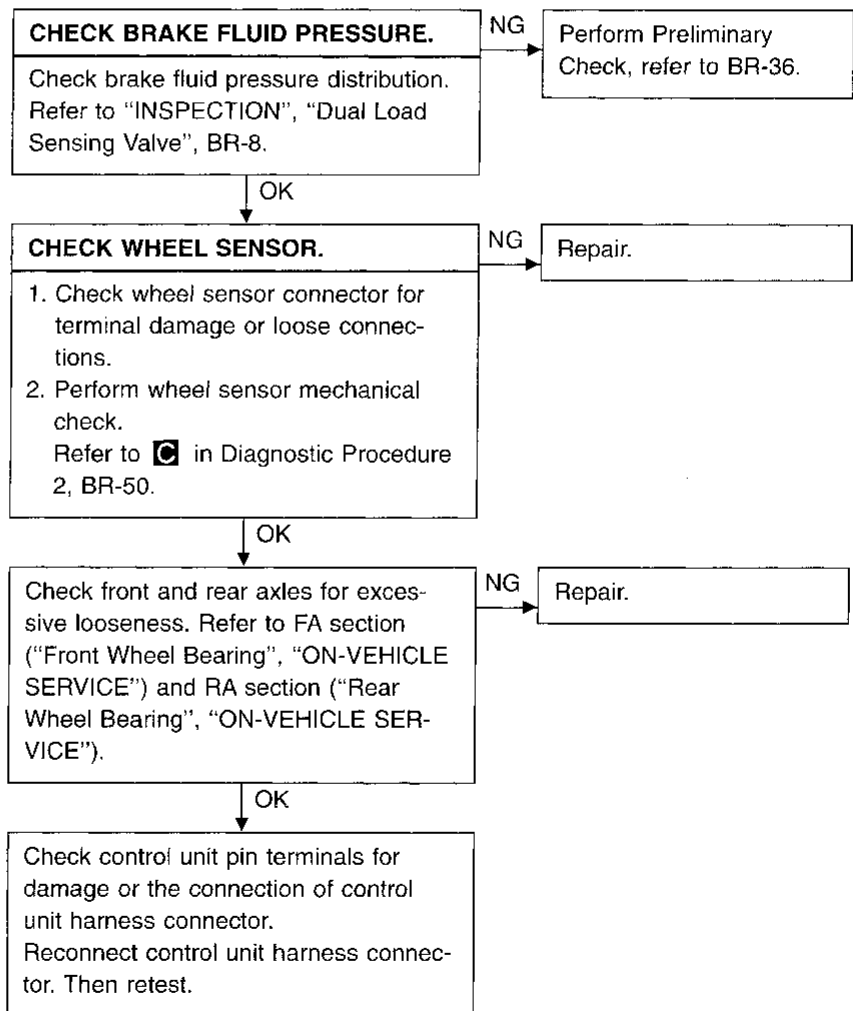 CHECK BRAKE FLUID PRESSURE.
Check brake fluid pressure distribution.
Refer to “INSPECTION”, “Dual Load
Sensing Valve”, BR-8.
NG
Perform Preliminary
Check, refer to BR-36.
OK
CHECK WHEEL SENSOR.
1. Check wheel sensor connector for
terminal damage or loose connec-
tions.
2. Perform wheel sensor mechanical
check.
Refer to C in Diagnostic Procedure
2, BR-50.
NG
Repair.
OK
Check front and rear axles for exces-
sive looseness. Refer to FA section
(“Front Wheel Bearing”, “ON-VEHICLE
SERVICE”) and RA section (“Rear
Wheel Bearing”, “ON-VEHICLE SER-
VICE”).
NG
Repair.
OK
Check control unit pin terminals for
damage or the connection of control
unit harness connector.
Reconnect control unit harness connec-
tor. Then retest.